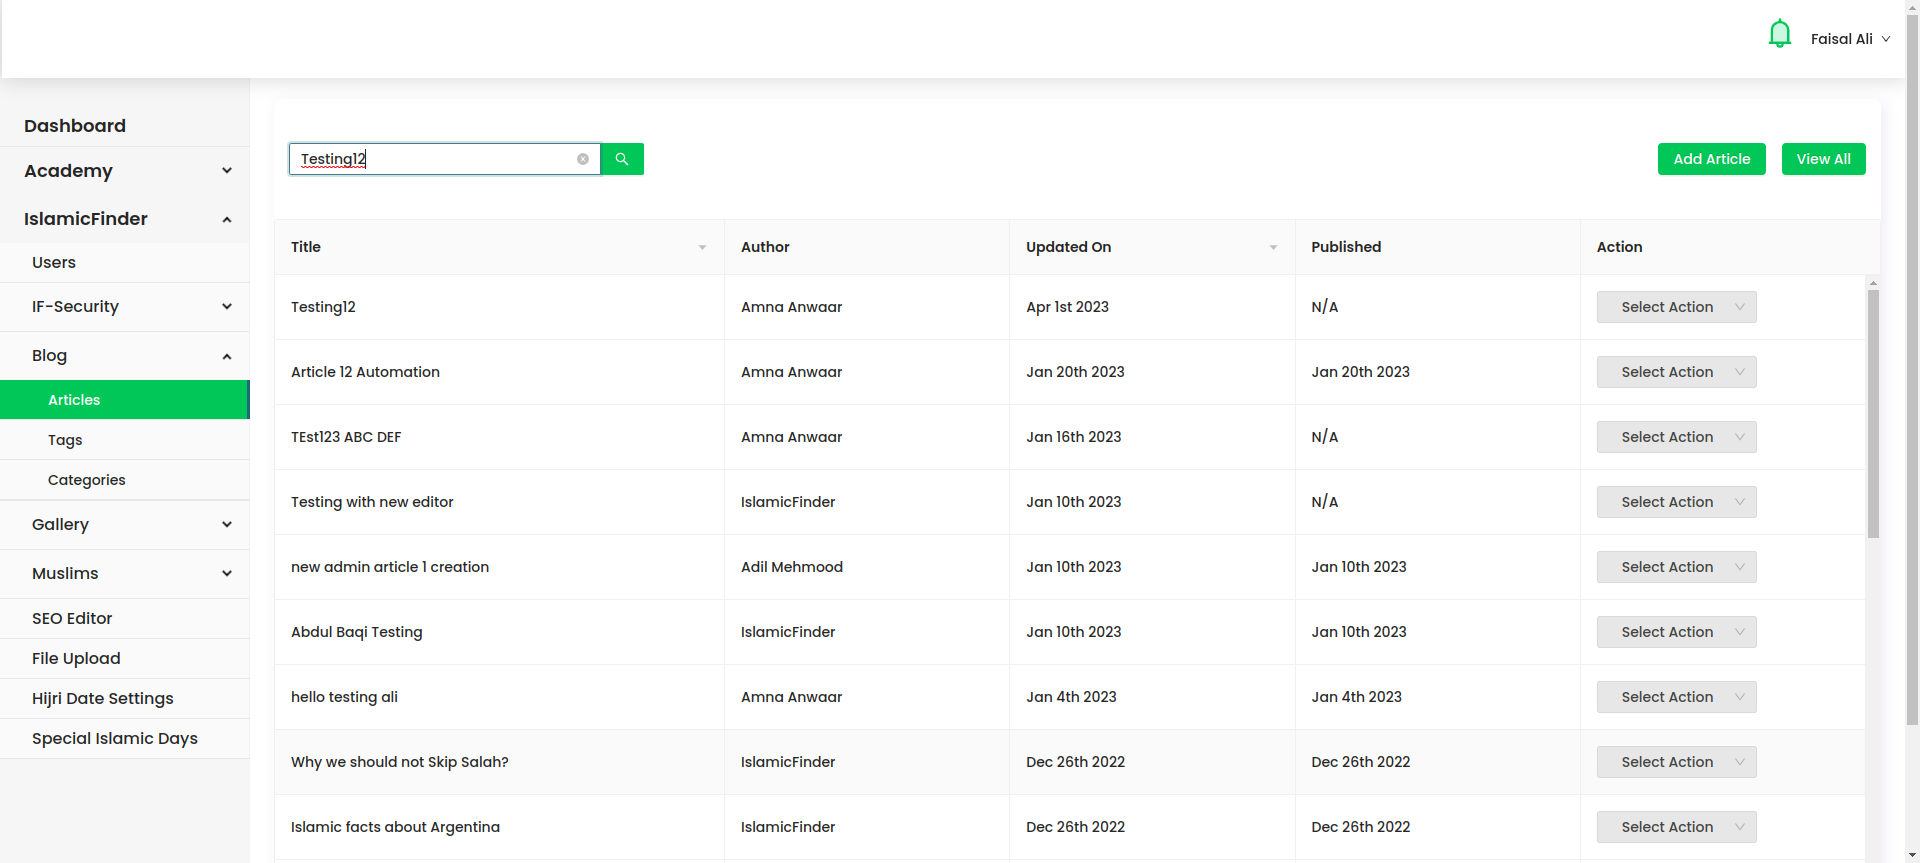 Faisal Ali
Dashboard
Academy
IslamicFinder
Users
IF-Security
Blog
Articles
Tags
Categories
Gallery
Muslims
SEO Editor
File Upload
Hijri Date Settings
Special Islamic Days
Testing12
Add Article View All
Title Author Updated On Published Action
Testing12 Amna Anwaar Apr 1st 2023 N/A Select Action
Article 12 Automation Amna Anwaar Jan 20th 2023 Jan 20th 2023 Select Action
TEst123 ABC DEF Amna Anwaar Jan 16th 2023 N/A Select Action
Testing with new editor IslamicFinder Jan 10th 2023 N/A Select Action
new admin article 1 creation Adil Mehmood Jan 10th 2023 Jan 10th 2023 Select Action
Abdul Baqi Testing IslamicFinder Jan 10th 2023 Jan 10th 2023 Select Action
hello testing ali Amna Anwaar Jan 4th 2023 Jan 4th 2023 Select Action
Why we should not Skip Salah? IslamicFinder Dec 26th 2022 Dec 26th 2022 Select Action
Islamic facts about Argentina IslamicFinder Dec 26th 2022 Dec 26th 2022 Select Action